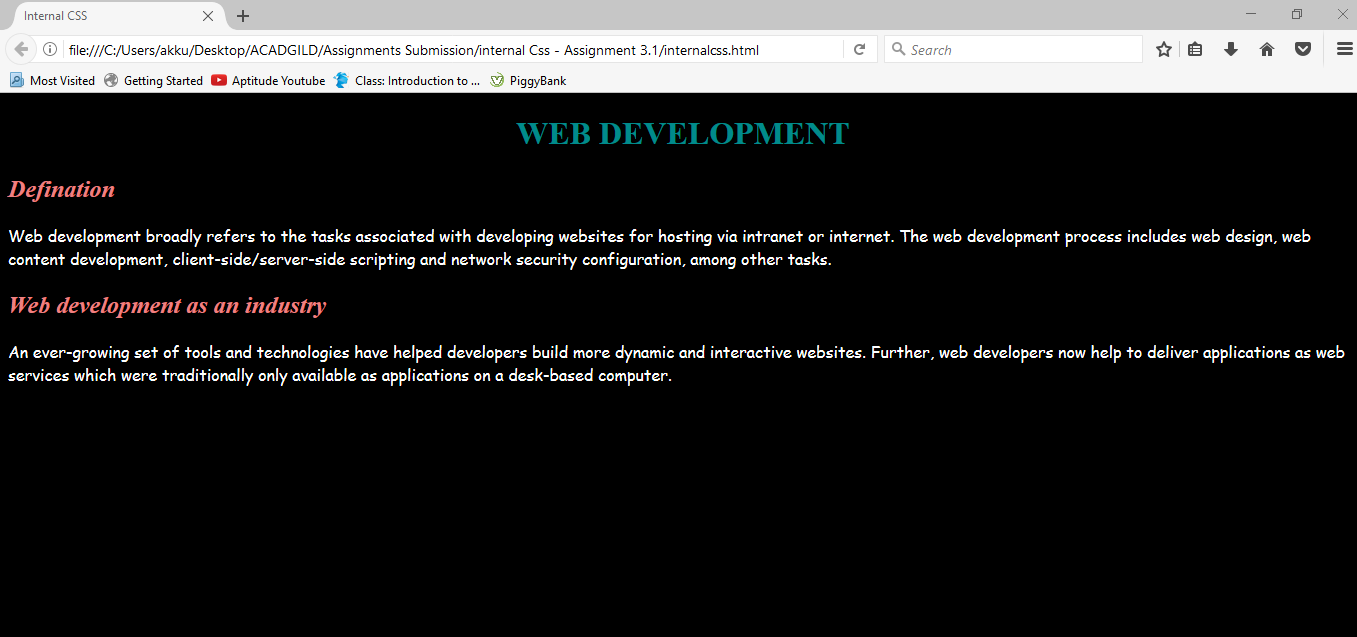 Internal CSS
file:///C:/Users/akku/Desktop/ACADGILD/Assignments Submission/internal Css - Assignment 3.1/internalcss.html
Search
Most Visited Getting Started Aptitude Youtube Class: Introduction to ... PiggyBank
WEB DEVELOPMENT
Defination
Web development broadly refers to the tasks associated with developing websites for hosting via intranet or internet. The web development process includes web design, web
content development, client-side/server-side scripting and network security configuration, among other tasks.
Web development as an industry
An ever-growing set of tools and technologies have helped developers build more dynamic and interactive websites. Further, web developers now help to deliver applications as web
services which were traditionally only available as applications on a desk-based computer.